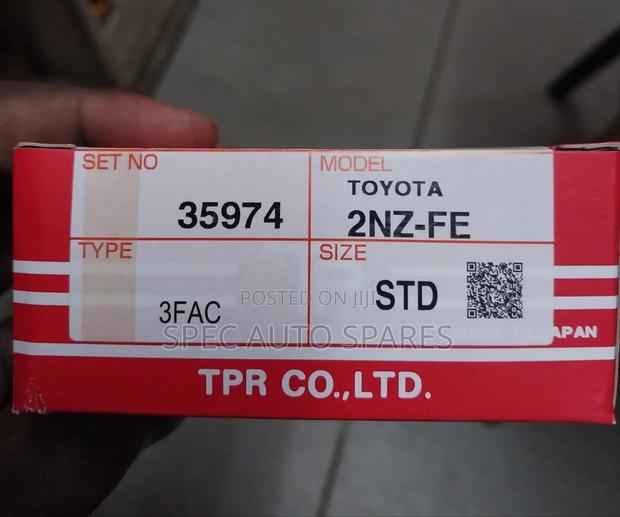 SET NO
35974
MODEL
TOYOTA
2NZ-FE
TYPE
3FAC
SIZE
STD
POSTED ON JIJI
SPEC AUTO SPARES
JAPAN
TPR CO.,LTD.